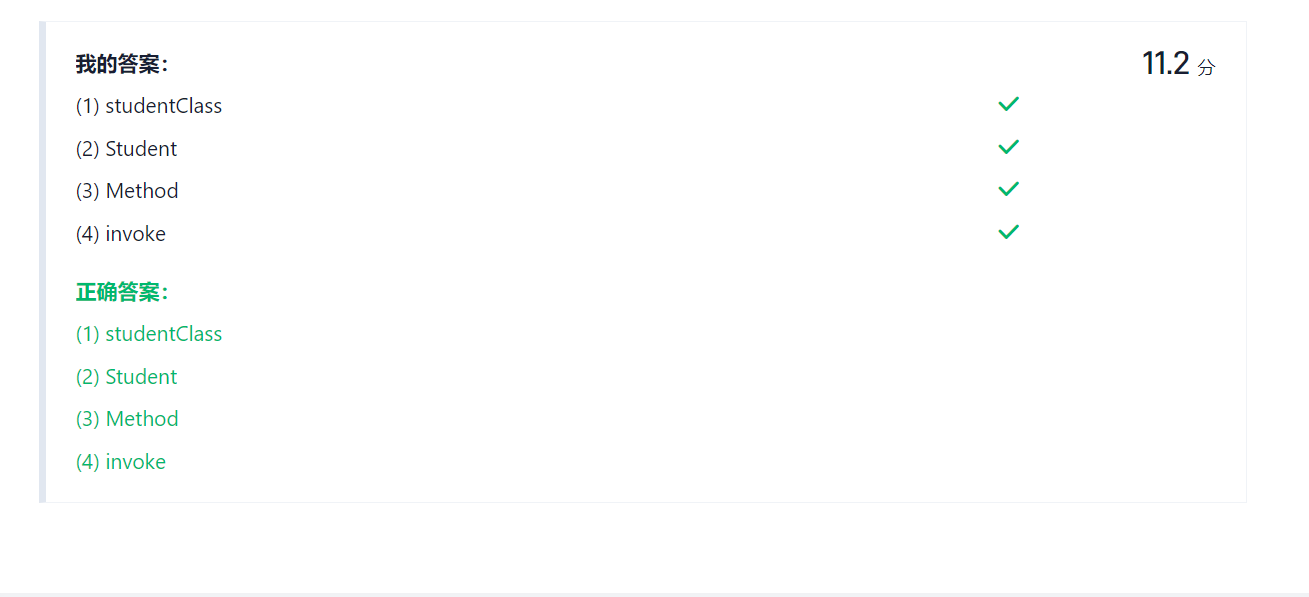 我的答案：
11.2 分
(1) studentClass
(2) Student
(3) Method
(4) invoke
正确答案：
(1) studentClass
(2) Student
(3) Method
(4) invoke